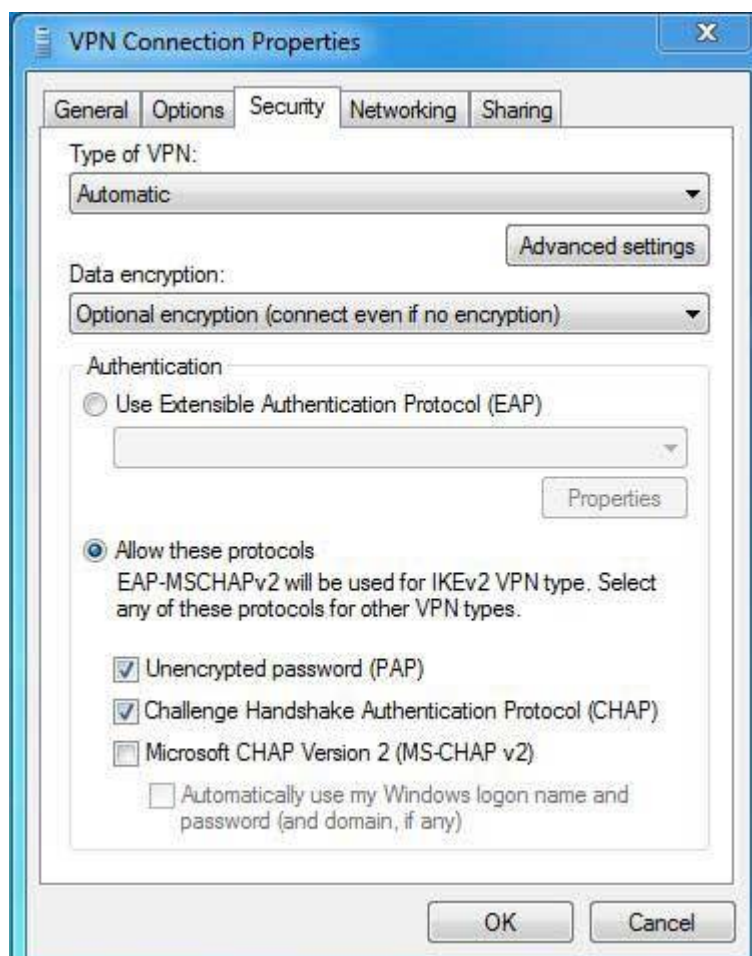 VPN Connection Properties
General Options Security Networking Sharing
Type of VPN:
Automatic
Advanced settings
Data encryption:
Optional encryption (connect even if no encryption)
Authentication
Use Extensible Authentication Protocol (EAP)
Properties
Allow these protocols
EAP-MSCHAPv2 will be used for IKEv2 VPN type. Select
any of these protocols for other VPN types.
Unencrypted password (PAP)
Challenge Handshake Authentication Protocol (CHAP)
Microsoft CHAP Version 2 (MS-CHAP v2)
Automatically use my Windows logon name and
password (and domain, if any)
OK Cancel